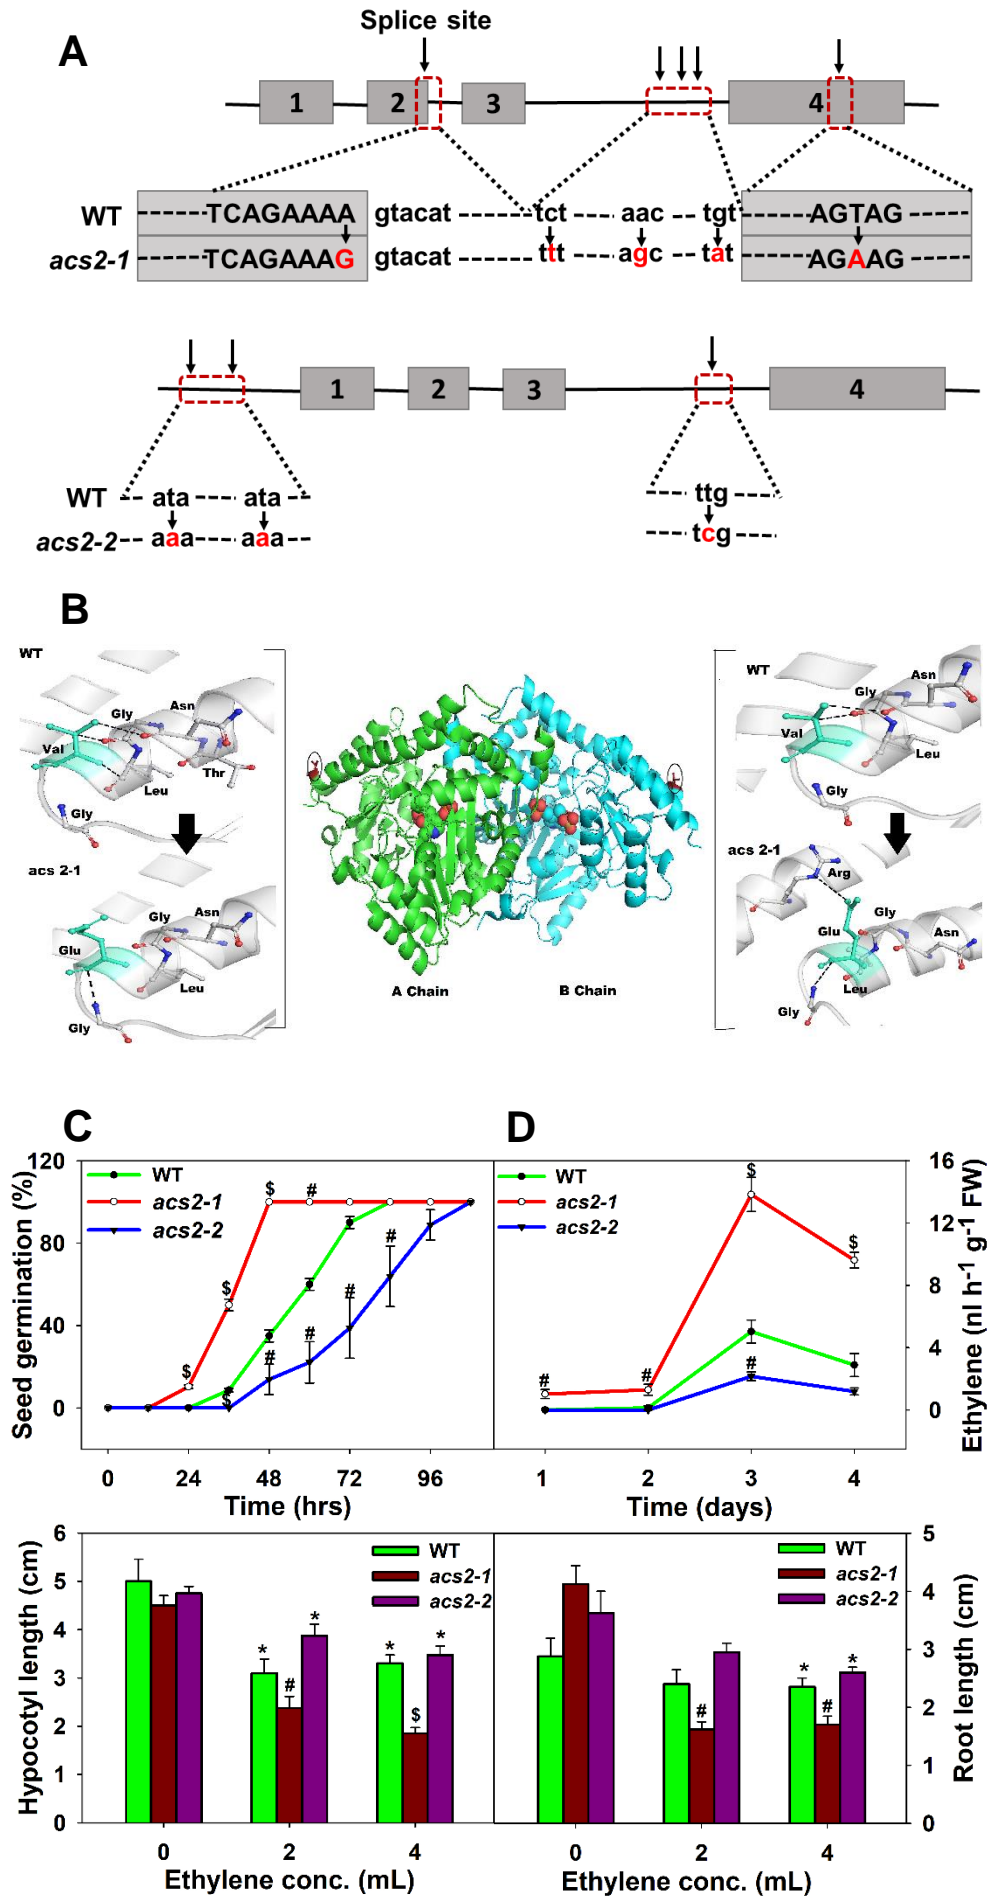 A
Splice site
1 2 3 4
WT -----TCAGAAAA gtacat -----tct --- aac --- tgt -----AGTAG---
acs2-1 -----TCAGAAAG gtacat ----- ttt --- agc --- tat -----AGAAG---
1 2 3 4
WT --ata----ata-- --ttg---
acs2-2 --aaa----aaa-- ---tcg---
B
WT
Gly Asn
Val
Leu Thr
Gly
acs 2-1
Gly Asn
Glu
Leu
Gly
A Chain B Chain
WT
Gly Asn
Val
Leu
Gly
acs 2-1
Arg
Gly
Glu Asn
Leu
Gly
C
Seed germination (%)
120
80
40
0
WT
acs2-1
acs2-2
$ $ $ # $ # # # #
0 24 48 72 96
Time (hrs)
D
WT
acs2-1
acs2-2
# # $ $ #
16
12
8
4
0
Ethylene (nl h-1 g-1 FW)
1 2 3 4
Time (days)
Hypocotyl length (cm)
6
5
4
3
2
1
0
WT
acs2-1
acs2-2
* # * * $ *
0 2 4
Ethylene conc. (mL)
WT
acs2-1
acs2-2
# * # *
5
4
3
2
1
0
Root length (cm)
0 2 4
Ethylene conc. (mL)